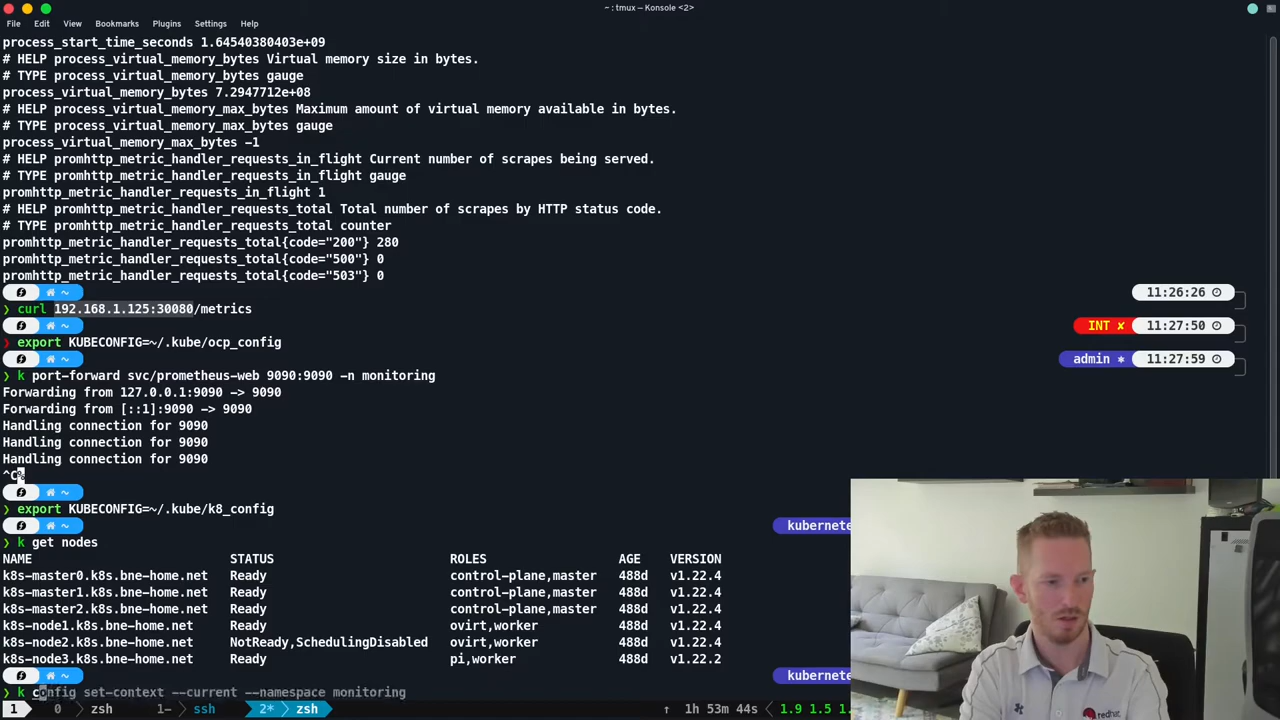 ~ : tmux — Konsole <2>
File Edit View Bookmarks Plugins Settings Help
process_start_time_seconds 1.64540380403e+09
# HELP process_virtual_memory_bytes Virtual memory size in bytes.
# TYPE process_virtual_memory_bytes gauge
process_virtual_memory_bytes 7.2947712e+08
# HELP process_virtual_memory_max_bytes Maximum amount of virtual memory available in bytes.
# TYPE process_virtual_memory_max_bytes gauge
process_virtual_memory_max_bytes -1
# HELP promhttp_metric_handler_requests_in_flight Current number of scrapes being served.
# TYPE promhttp_metric_handler_requests_in_flight gauge
promhttp_metric_handler_requests_in_flight 1
# HELP promhttp_metric_handler_requests_total Total number of scrapes by HTTP status code.
# TYPE promhttp_metric_handler_requests_total counter
promhttp_metric_handler_requests_total{code="200"} 280
promhttp_metric_handler_requests_total{code="500"} 0
promhttp_metric_handler_requests_total{code="503"} 0
~ 11:26:26
❯ curl 192.168.1.125:30080/metrics
~ INT ✘ 11:27:50
❯ export KUBECONFIG=~/.kube/ocp_config
~ admin ⎈ 11:27:59
❯ k port-forward svc/prometheus-web 9090:9090 -n monitoring
Forwarding from 127.0.0.1:9090 -> 9090
Forwarding from [::1]:9090 -> 9090
Handling connection for 9090
Handling connection for 9090
Handling connection for 9090
^C%
~
❯ export KUBECONFIG=~/.kube/k8_config
~ kubernete
❯ k get nodes
NAME STATUS ROLES AGE VERSION
k8s-master0.k8s.bne-home.net Ready control-plane,master 488d v1.22.4
k8s-master1.k8s.bne-home.net Ready control-plane,master 488d v1.22.4
k8s-master2.k8s.bne-home.net Ready control-plane,master 488d v1.22.4
k8s-node1.k8s.bne-home.net Ready ovirt,worker 488d v1.22.4
k8s-node2.k8s.bne-home.net NotReady,SchedulingDisabled ovirt,worker 488d v1.22.4
k8s-node3.k8s.bne-home.net Ready pi,worker 488d v1.22.2
~ kubernete
❯ k config set-context --current --namespace monitoring
1 0 zsh 1- ssh 2* zsh ↑ 1h 53m 44s 1.9 1.5 1.
redhat